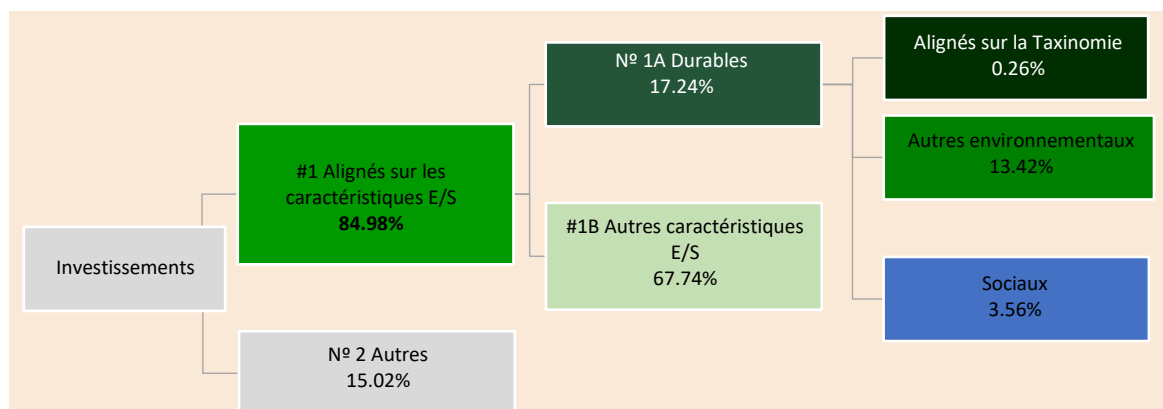 Investissements
#1 Alignés sur les
caractéristiques E/S
84.98%
Nº 2 Autres
15.02%
Nº 1A Durables
17.24%
#1B Autres caractéristiques
E/S
67.74%
Alignés sur la Taxinomie
0.26%
Autres environnementaux
13.42%
Sociaux
3.56%